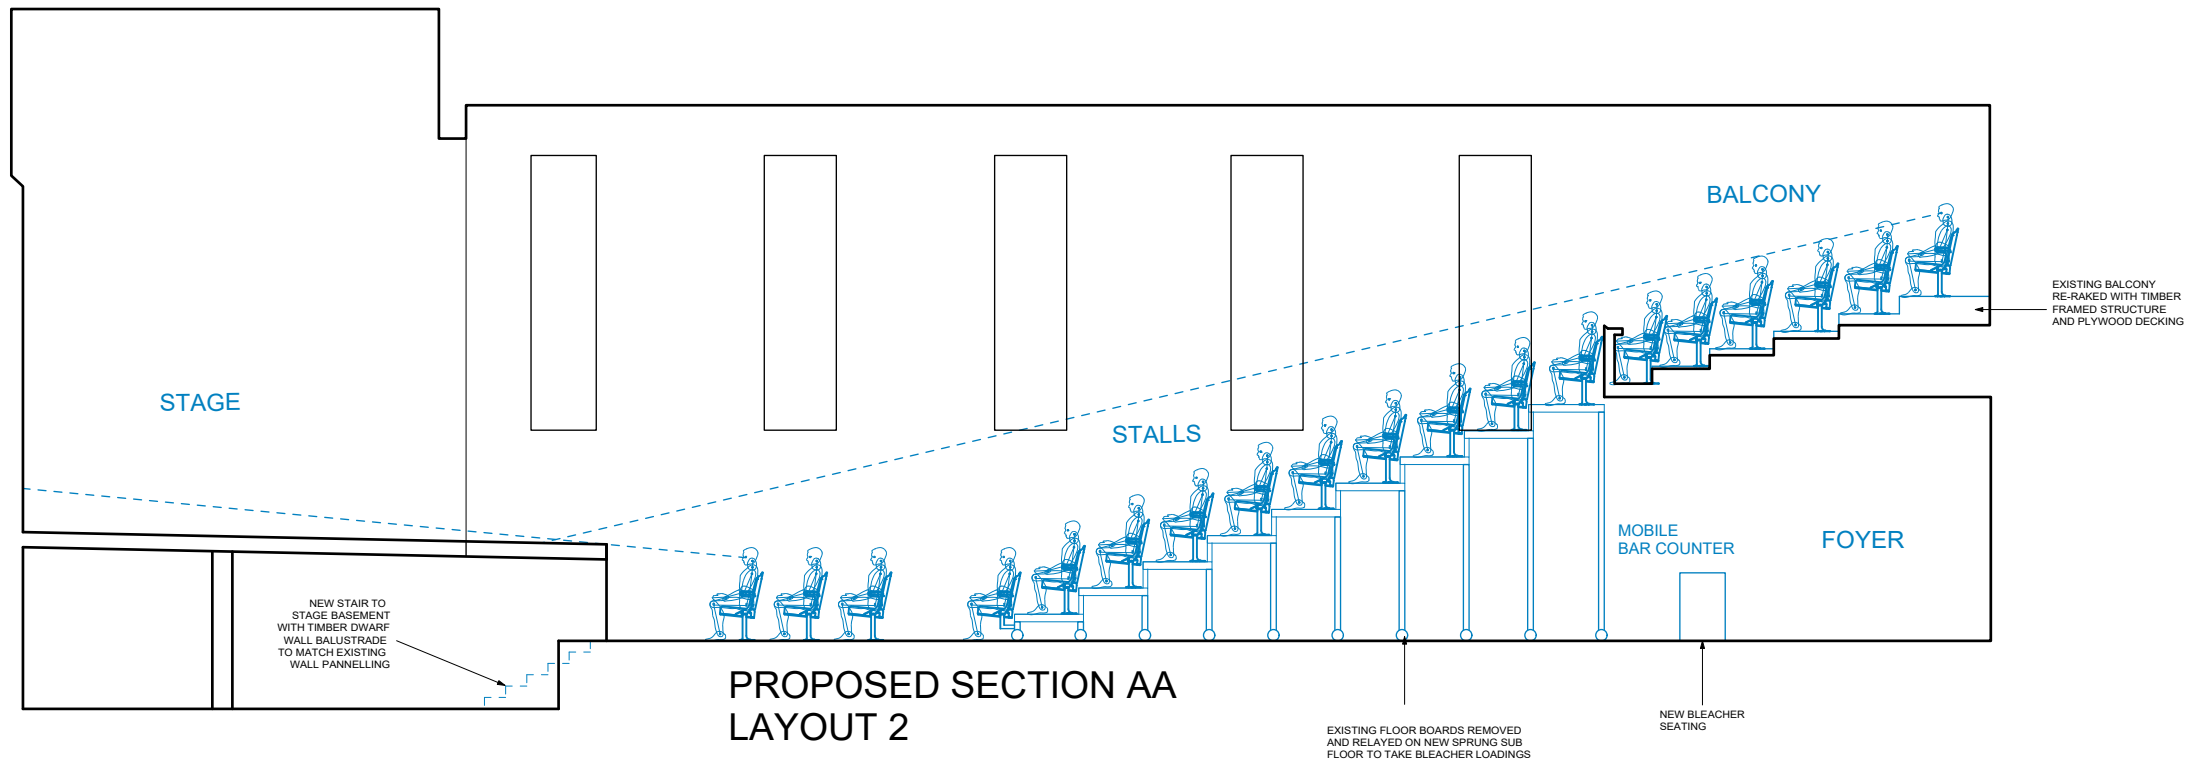 BALCONY
EXISTING BALCONY
RE-RAKED WITH TIMBER
FRAMED STRUCTURE
AND PLYWOOD DECKING
STAGE
STALLS
MOBILE
BAR COUNTER
FOYER
NEW STAIR TO
STAGE BASEMENT
WITH TIMBER DWARF
WALL BALUSTRADE
TO MATCH EXISTING
WALL PANNELLING
PROPOSED SECTION AA
LAYOUT 2
EXISTING FLOOR BOARDS REMOVED
AND RELAYED ON NEW SPRUNG SUB
FLOOR TO TAKE BLEACHER LOADINGS
NEW BLEACHER
SEATING